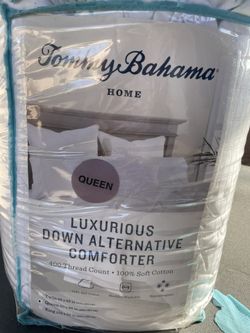 Tommy Bahama
HOME
QUEEN
LUXURIOUS
DOWN ALTERNATIVE
COMFORTER
400 Thread Count • 100% Soft Cotton